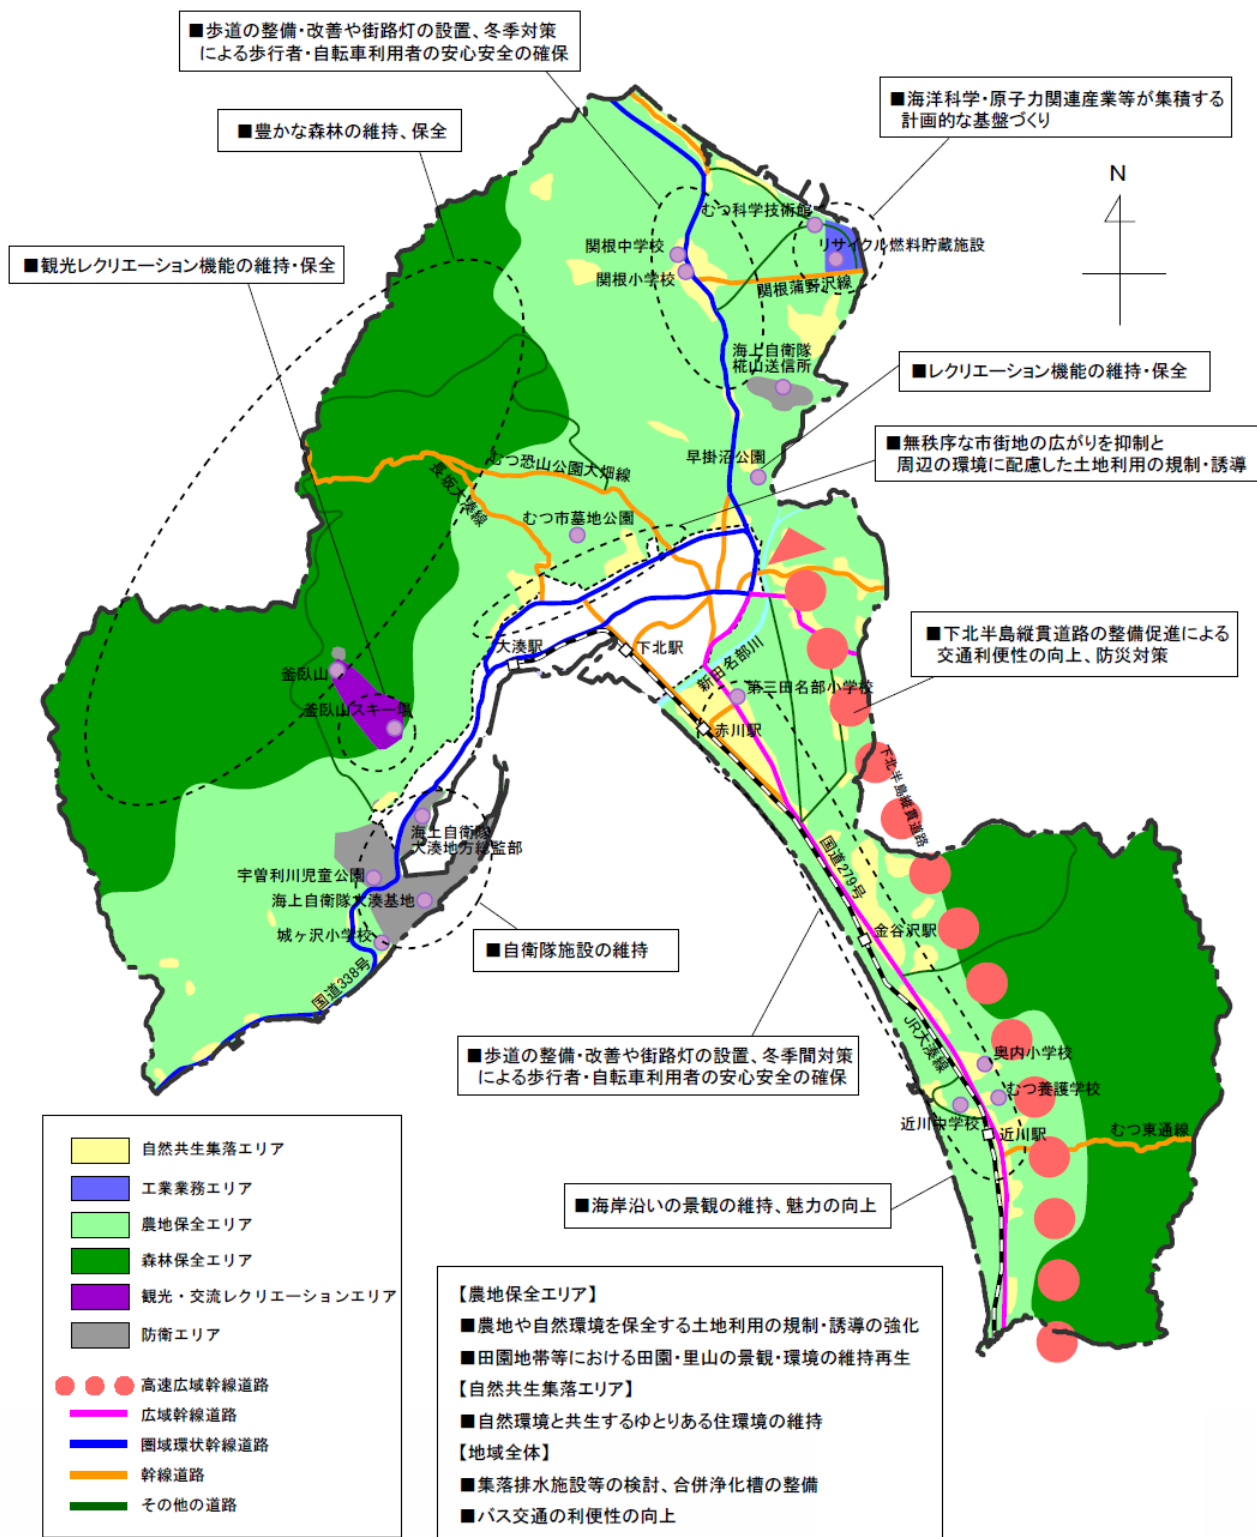 ■歩道の整備・改善や街路灯の設置、冬季対策
による歩行者・自転車利用者の安心安全の確保
■海洋科学・原子力関連産業等が集積する
計画的な基盤づくり
■豊かな森林の維持、保全
N
むつ科学技術館
関根中学校
リサイクル燃料貯蔵施設
■観光レクリエーション機能の維持・保全
関根小学校
関根蒲野沢線
海上自衛隊
椛山送信所
■レクリエーション機能の維持・保全
■無秩序な市街地の広がりを抑制と
周辺の環境に配慮した土地利用の規制・誘導
早掛沼公園
むつ恐山公園大畑線
長坂大湊線
むつ市墓地公園
■下北半島縦貫道路の整備促進による
交通利便性の向上、防災対策
大湊駅
下北駅
新田名部川
釜臥山
第三田名部小学校
釜臥山スキー場
赤川駅
下北半島縦貫道路
海上自衛隊
大湊地方総監部
国道279号
宇曽利川児童公園
海上自衛隊大湊基地
城ヶ沢小学校
金谷沢駅
■自衛隊施設の維持
国道338号
JR大湊線
■歩道の整備・改善や街路灯の設置、冬季間対策
による歩行者・自転車利用者の安心安全の確保
奥内小学校
むつ養護学校
近川中学校
近川駅
むつ東通線
■海岸沿いの景観の維持、魅力の向上
自然共生集落エリア
工業業務エリア
農地保全エリア
森林保全エリア
観光・交流レクリエーションエリア
防衛エリア
高速広域幹線道路
広域幹線道路
圏域環状幹線道路
幹線道路
その他の道路
【農地保全エリア】
■農地や自然環境を保全する土地利用の規制・誘導の強化
■田園地帯等における田園・里山の景観・環境の維持再生
【自然共生集落エリア】
■自然環境と共生するゆとりある住環境の維持
【地域全体】
■集落排水施設等の検討、合併浄化槽の整備
■バス交通の利便性の向上